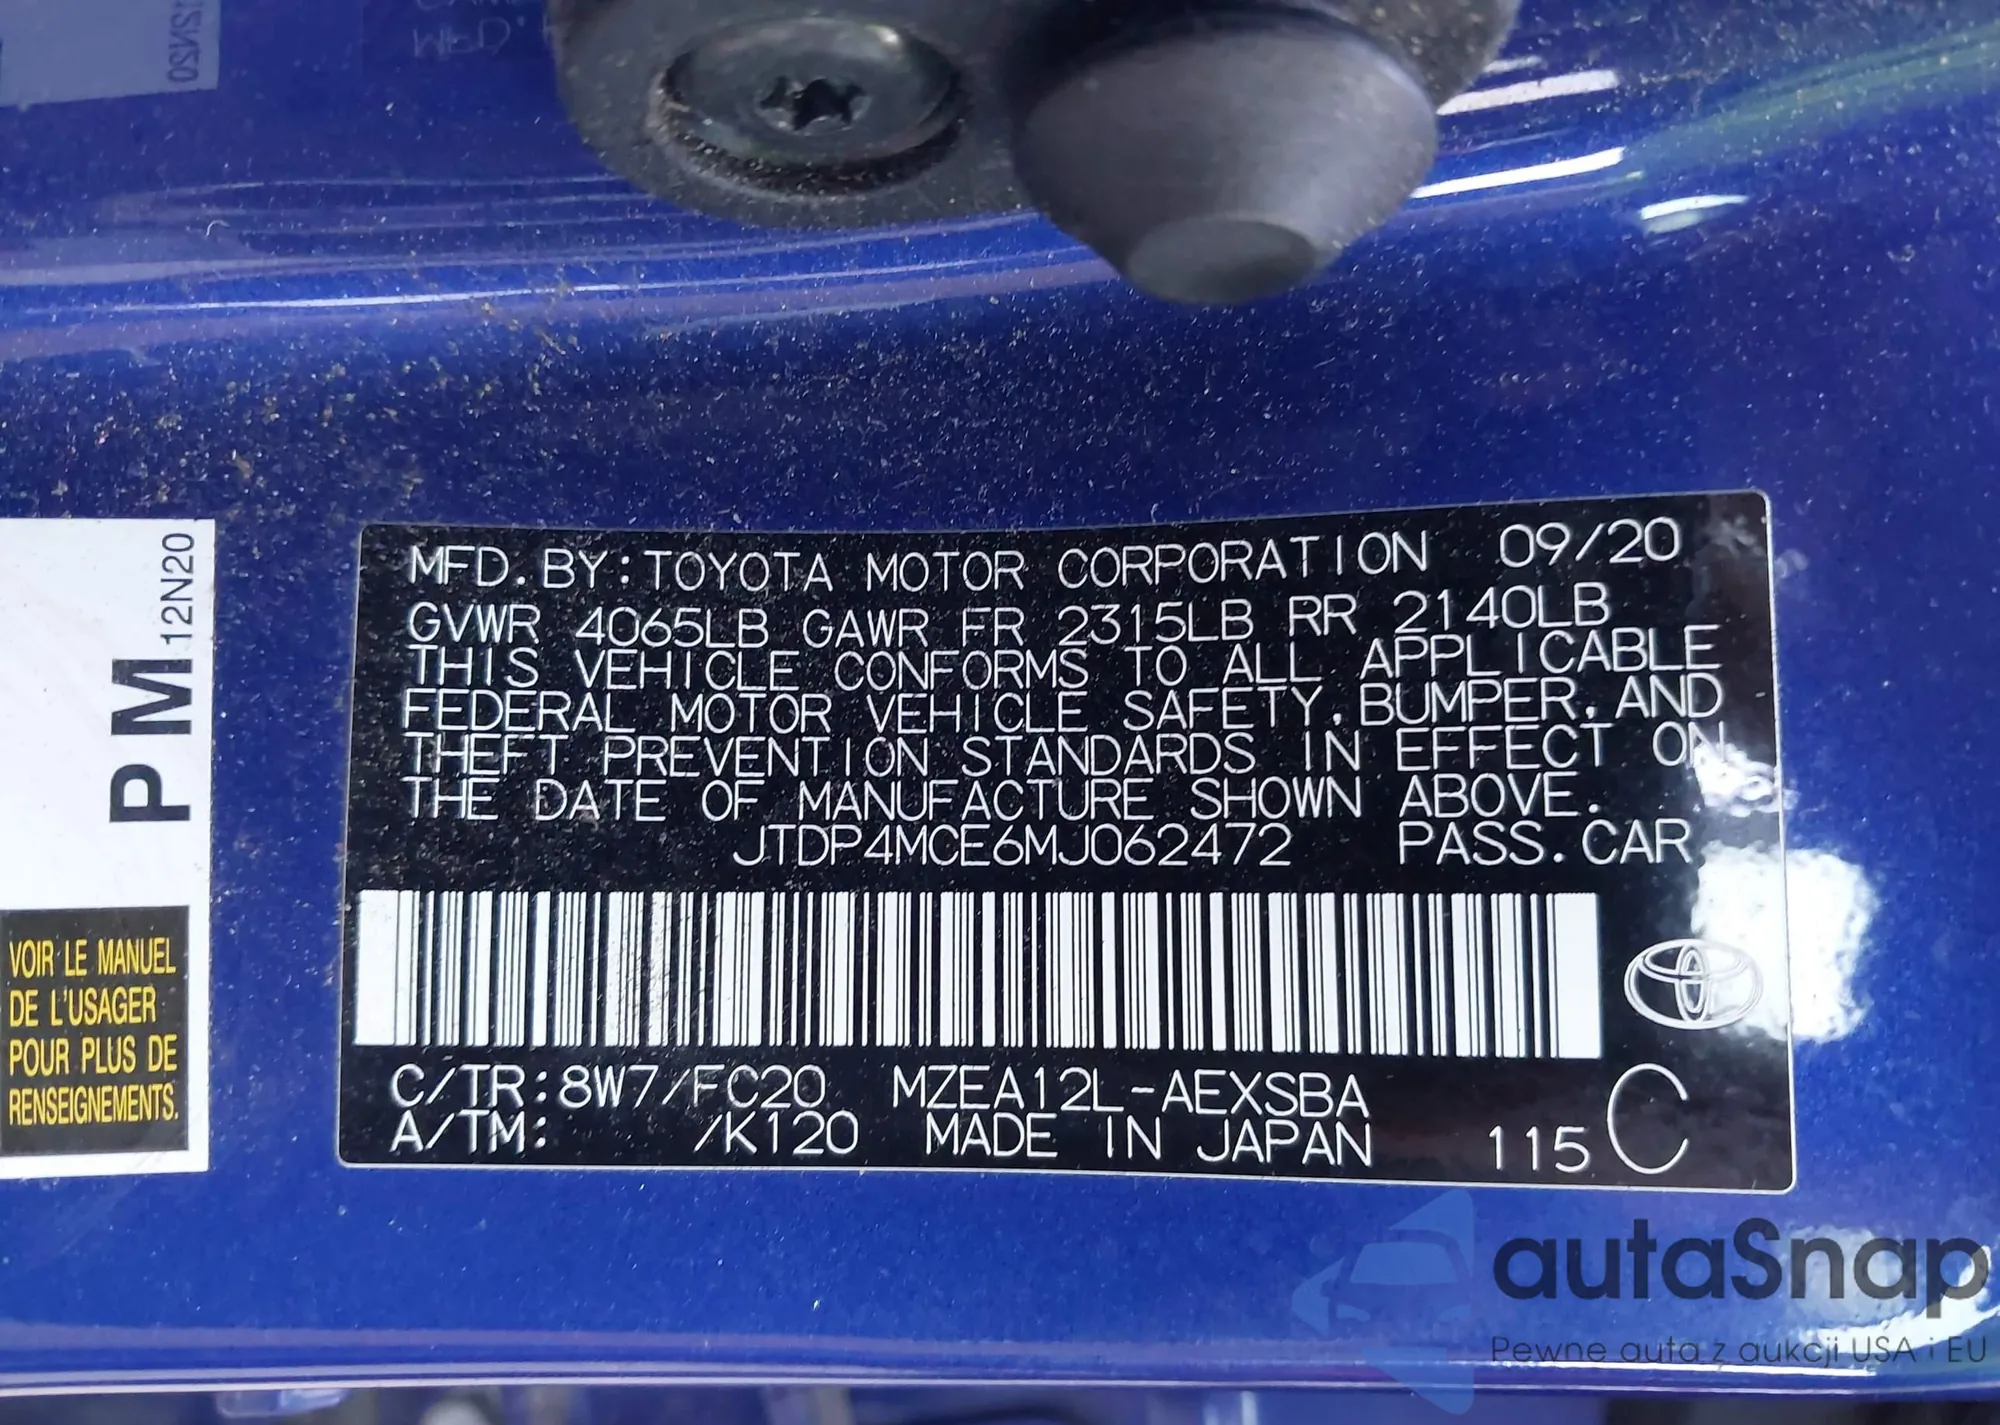 12N20
MFD.BY:TOYOTA MOTOR CORPORATION 09/20
GVWR 4065LB GAWR FR 2315LB RR 2140LB
THIS VEHICLE CONFORMS TO ALL APPLICABLE
FEDERAL MOTOR VEHICLE SAFETY,BUMPER,AND
THEFT PREVENTION STANDARDS IN EFFECT ON
THE DATE OF MANUFACTURE SHOWN ABOVE.
JTDP4MCE6MJ062472 PASS.CAR
C/TR:8W7/FC20 MZEA12L-AEXSBA
A/TM: /K120 MADE IN JAPAN 115 C
PM 12N20
VOIR LE MANUEL
DE L'USAGER
POUR PLUS DE
RENSEIGNEMENTS.
autaSnap
Pewne auta z aukcji USA i EU